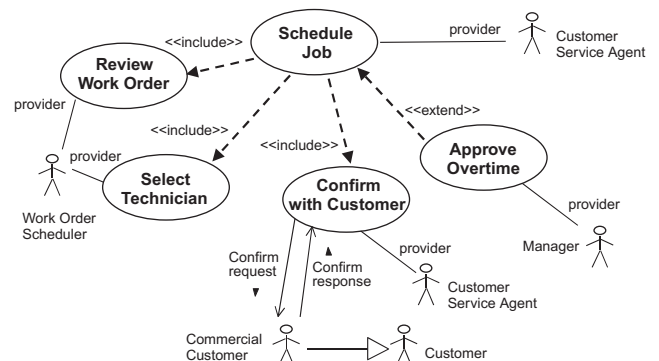 Schedule
Job
provider
Customer
Service Agent
<<include>>
Review
Work Order
provider
<<include>>
<<include>>
<<extend>>
Approve
Overtime
provider
Select
Technician
Work Order
Scheduler
Confirm
with Customer
provider
Manager
Confirm
request
Confirm
response
provider
Customer
Service Agent
Commercial
Customer
Customer